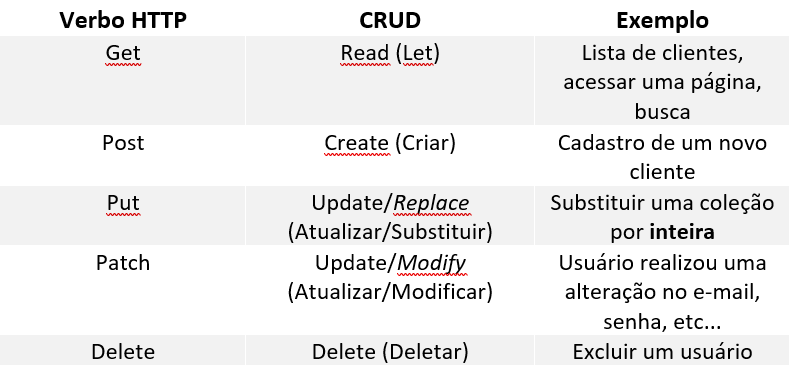 Verbo HTTP CRUD Exemplo
Get Read (Let) Lista de clientes,
acessar uma página,
busca
Post Create (Criar) Cadastro de um novo
cliente
Put Update/Replace Substituir uma coleção
(Atualizar/Substituir) por inteira
Patch Update/Modify Usuário realizou uma
(Atualizar/Modificar) alteração no e-mail,
senha, etc...
Delete Delete (Deletar) Excluir um usuário